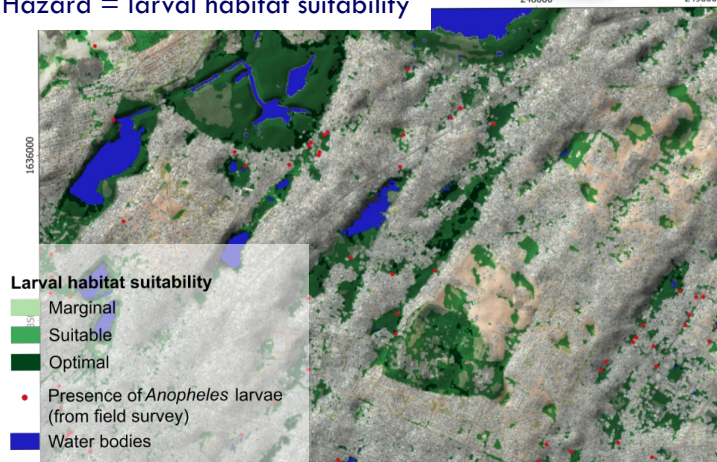 Hazard = larval habitat suitability
1636000
Larval habitat suitability
Marginal
Suitable
Optimal
Presence of Anopheles larvae
(from field survey)
Water bodies